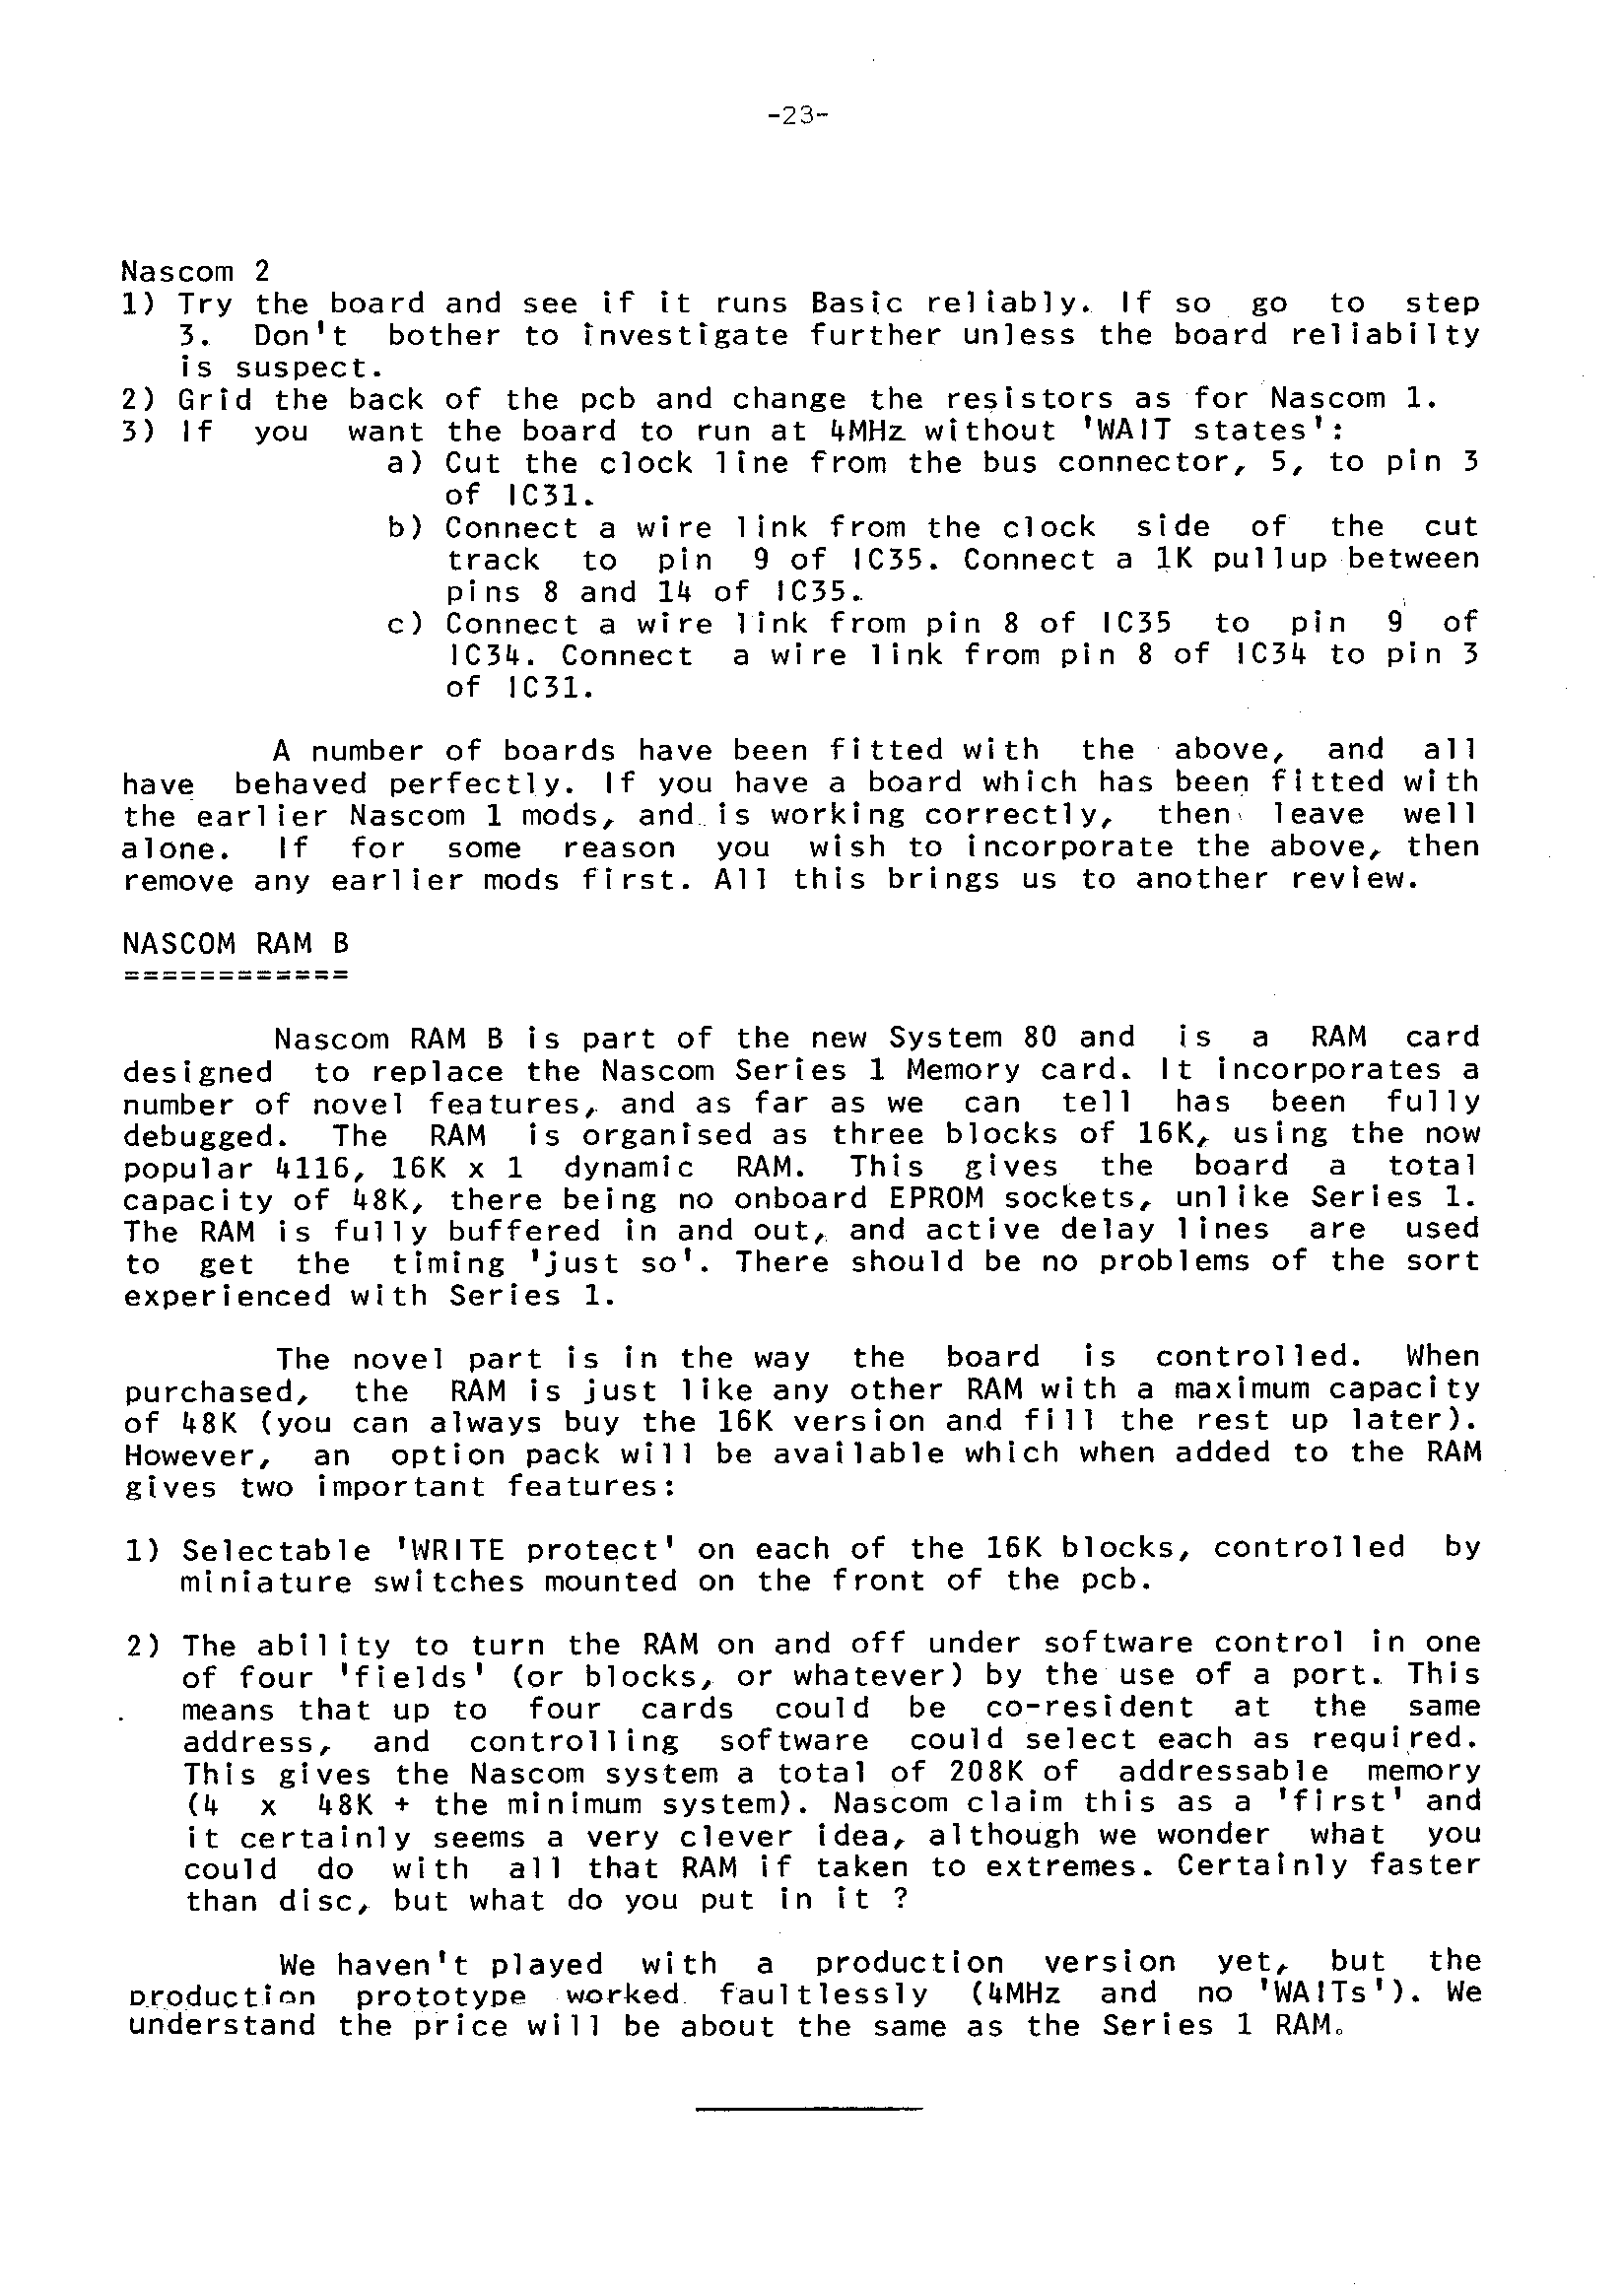 -23-
Nascom 2
1) Try the board and see if it runs Basic reliably. If so go to step
3. Don't bother to investigate further unless the board reliabilty
is suspect.
2) Grid the back of the pcb and change the resistors as for Nascom 1.
3) If you want the board to run at 4MHz without 'WAIT states':
a) Cut the clock line from the bus connector, 5, to pin 3
of IC31.
b) Connect a wire link from the clock side of the cut
track to pin 9 of IC35. Connect a 1K pullup between
pins 8 and 14 of IC35.
c) Connect a wire link from pin 8 of IC35 to pin 9 of
IC34. Connect a wire link from pin 8 of IC34 to pin 3
of IC31.
A number of boards have been fitted with the above, and all
have behaved perfectly. If you have a board which has been fitted with
the earlier Nascom 1 mods, and is working correctly, then leave well
alone. If for some reason you wish to incorporate the above, then
remove any earlier mods first. All this brings us to another review.
NASCOM RAM B
============
Nascom RAM B is part of the new System 80 and is a RAM card
designed to replace the Nascom Series 1 Memory card. It incorporates a
number of novel features, and as far as we can tell has been fully
debugged. The RAM is organised as three blocks of 16K, using the now
popular 4116, 16K x 1 dynamic RAM. This gives the board a total
capacity of 48K, there being no onboard EPROM sockets, unlike Series 1.
The RAM is fully buffered in and out, and active delay lines are used
to get the timing 'just so'. There should be no problems of the sort
experienced with Series 1.
The novel part is in the way the board is controlled. When
purchased, the RAM is just like any other RAM with a maximum capacity
of 48K (you can always buy the 16K version and fill the rest up later).
However, an option pack will be available which when added to the RAM
gives two important features:
1) Selectable 'WRITE protect' on each of the 16K blocks, controlled by
miniature switches mounted on the front of the pcb.
2) The ability to turn the RAM on and off under software control in one
of four 'fields' (or blocks, or whatever) by the use of a port. This
means that up to four cards could be co-resident at the same
address, and controlling software could select each as required.
This gives the Nascom system a total of 208K of addressable memory
(4 x 48K + the minimum system). Nascom claim this as a 'first' and
it certainly seems a very clever idea, although we wonder what you
could do with all that RAM if taken to extremes. Certainly faster
than disc, but what do you put in it ?
We haven't played with a production version yet, but the
production prototype worked faultlessly (4MHz and no 'WAITs'). We
understand the price will be about the same as the Series 1 RAM.